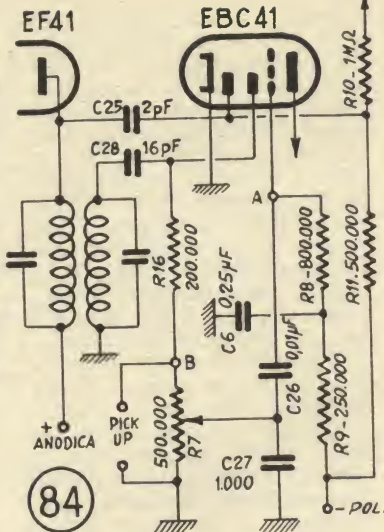 EF41
EBC41
C25
2pF
C28
16pF
R10-1MΩ
A
R16
200.000
R8-800.000
R11-500.000
C6
0,25µF
0,01µF
C26
B
PICK
UP
500.000
R7
R9-250.000
C27
1.000
+
ANODICA
84
- POL.